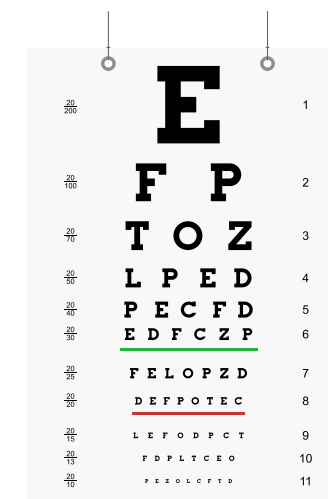 20/200 E 1
20/100 F P 2
20/70 T O Z 3
20/50 L P E D 4
20/40 P E C F D 5
20/30 E D F C Z P 6
20/25 F E L O P Z D 7
20/20 D E F P O T E C 8
20/15 L E F O D P C T 9
20/13 F D P L T C E O 10
20/10 P E Z O L C F T D 11